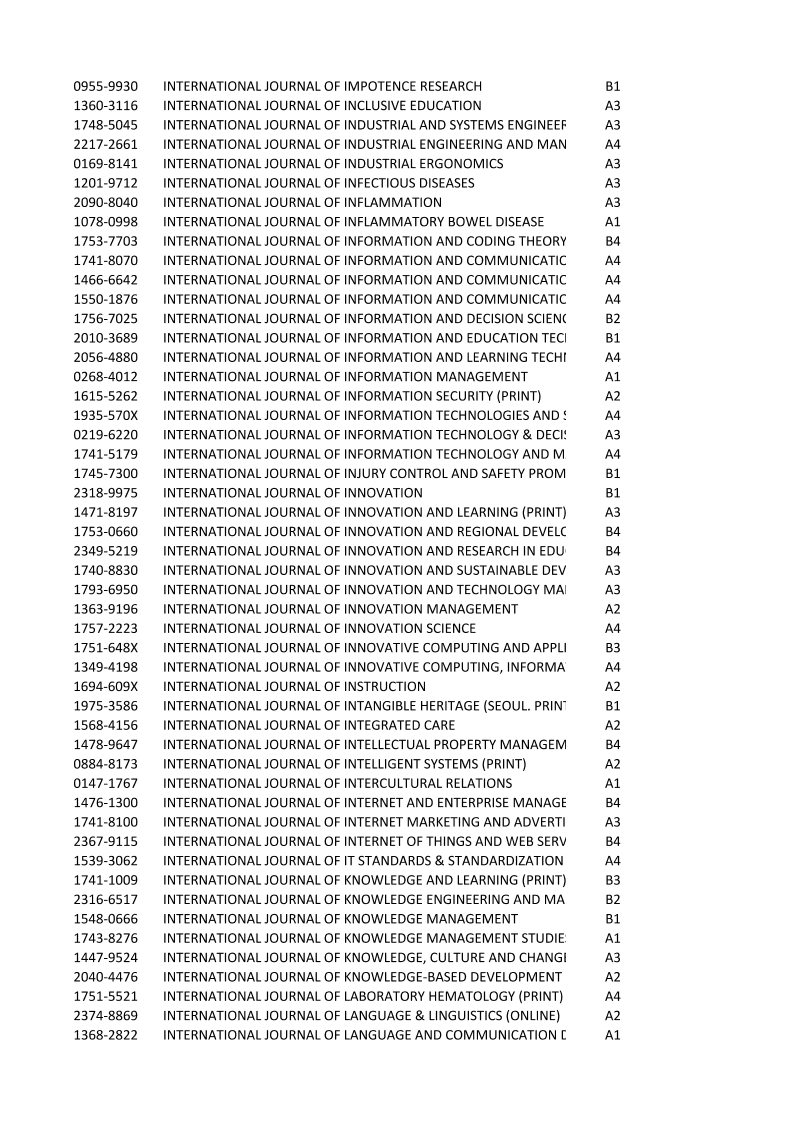 0955-9930 INTERNATIONAL JOURNAL OF IMPOTENCE RESEARCH B1
1360-3116 INTERNATIONAL JOURNAL OF INCLUSIVE EDUCATION A3
1748-5045 INTERNATIONAL JOURNAL OF INDUSTRIAL AND SYSTEMS ENGINEER A3
2217-2661 INTERNATIONAL JOURNAL OF INDUSTRIAL ENGINEERING AND MAN A4
0169-8141 INTERNATIONAL JOURNAL OF INDUSTRIAL ERGONOMICS A3
1201-9712 INTERNATIONAL JOURNAL OF INFECTIOUS DISEASES A3
2090-8040 INTERNATIONAL JOURNAL OF INFLAMMATION A3
1078-0998 INTERNATIONAL JOURNAL OF INFLAMMATORY BOWEL DISEASE A1
1753-7703 INTERNATIONAL JOURNAL OF INFORMATION AND CODING THEORY B4
1741-8070 INTERNATIONAL JOURNAL OF INFORMATION AND COMMUNICATIO A4
1466-6642 INTERNATIONAL JOURNAL OF INFORMATION AND COMMUNICATIO A4
1550-1876 INTERNATIONAL JOURNAL OF INFORMATION AND COMMUNICATIO A4
1756-7025 INTERNATIONAL JOURNAL OF INFORMATION AND DECISION SCIENC B2
2010-3689 INTERNATIONAL JOURNAL OF INFORMATION AND EDUCATION TECH B1
2056-4880 INTERNATIONAL JOURNAL OF INFORMATION AND LEARNING TECHN A4
0268-4012 INTERNATIONAL JOURNAL OF INFORMATION MANAGEMENT A1
1615-5262 INTERNATIONAL JOURNAL OF INFORMATION SECURITY (PRINT) A2
1935-570X INTERNATIONAL JOURNAL OF INFORMATION TECHNOLOGIES AND S A4
0219-6220 INTERNATIONAL JOURNAL OF INFORMATION TECHNOLOGY & DECIS A3
1741-5179 INTERNATIONAL JOURNAL OF INFORMATION TECHNOLOGY AND MA A4
1745-7300 INTERNATIONAL JOURNAL OF INJURY CONTROL AND SAFETY PROM B1
2318-9975 INTERNATIONAL JOURNAL OF INNOVATION B1
1471-8197 INTERNATIONAL JOURNAL OF INNOVATION AND LEARNING (PRINT) A3
1753-0660 INTERNATIONAL JOURNAL OF INNOVATION AND REGIONAL DEVELO B4
2349-5219 INTERNATIONAL JOURNAL OF INNOVATION AND RESEARCH IN EDU B4
1740-8830 INTERNATIONAL JOURNAL OF INNOVATION AND SUSTAINABLE DEV A3
1793-6950 INTERNATIONAL JOURNAL OF INNOVATION AND TECHNOLOGY MAN A3
1363-9196 INTERNATIONAL JOURNAL OF INNOVATION MANAGEMENT A2
1757-2223 INTERNATIONAL JOURNAL OF INNOVATION SCIENCE A4
1751-648X INTERNATIONAL JOURNAL OF INNOVATIVE COMPUTING AND APPLI B3
1349-4198 INTERNATIONAL JOURNAL OF INNOVATIVE COMPUTING, INFORMAT A4
1694-609X INTERNATIONAL JOURNAL OF INSTRUCTION A2
1975-3586 INTERNATIONAL JOURNAL OF INTANGIBLE HERITAGE (SEOUL. PRINT B1
1568-4156 INTERNATIONAL JOURNAL OF INTEGRATED CARE A2
1478-9647 INTERNATIONAL JOURNAL OF INTELLECTUAL PROPERTY MANAGEM B4
0884-8173 INTERNATIONAL JOURNAL OF INTELLIGENT SYSTEMS (PRINT) A2
0147-1767 INTERNATIONAL JOURNAL OF INTERCULTURAL RELATIONS A1
1476-1300 INTERNATIONAL JOURNAL OF INTERNET AND ENTERPRISE MANAGE B4
1741-8100 INTERNATIONAL JOURNAL OF INTERNET MARKETING AND ADVERTI A3
2367-9115 INTERNATIONAL JOURNAL OF INTERNET OF THINGS AND WEB SERV B4
1539-3062 INTERNATIONAL JOURNAL OF IT STANDARDS & STANDARDIZATION A4
1741-1009 INTERNATIONAL JOURNAL OF KNOWLEDGE AND LEARNING (PRINT) B3
2316-6517 INTERNATIONAL JOURNAL OF KNOWLEDGE ENGINEERING AND MA B2
1548-0666 INTERNATIONAL JOURNAL OF KNOWLEDGE MANAGEMENT B1
1743-8276 INTERNATIONAL JOURNAL OF KNOWLEDGE MANAGEMENT STUDIES A1
1447-9524 INTERNATIONAL JOURNAL OF KNOWLEDGE, CULTURE AND CHANGE A3
2040-4476 INTERNATIONAL JOURNAL OF KNOWLEDGE-BASED DEVELOPMENT A2
1751-5521 INTERNATIONAL JOURNAL OF LABORATORY HEMATOLOGY (PRINT) A4
2374-8869 INTERNATIONAL JOURNAL OF LANGUAGE & LINGUISTICS (ONLINE) A2
1368-2822 INTERNATIONAL JOURNAL OF LANGUAGE AND COMMUNICATION D A1